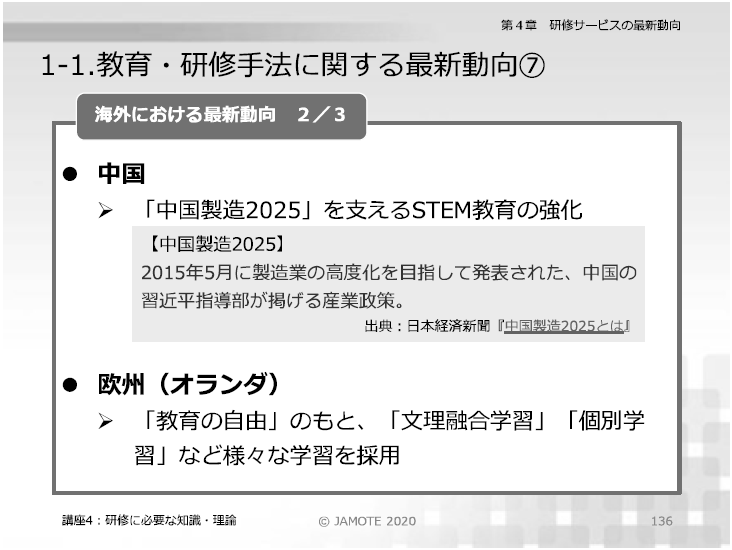 第４章　研修サービスの最新動向
1-1.教育・研修手法に関する最新動向⑦
海外における最新動向　２／３
● 中国
➢ 「中国製造2025」を支えるSTEM教育の強化
【中国製造2025】
2015年5月に製造業の高度化を目指して発表された、中国の
習近平指導部が掲げる産業政策。
出典：日本経済新聞『中国製造2025とは』
● 欧州（オランダ）
➢ 「教育の自由」のもと、「文理融合学習」「個別学
習」など様々な学習を採用
講座4：研修に必要な知識・理論
© JAMOTE 2020
136